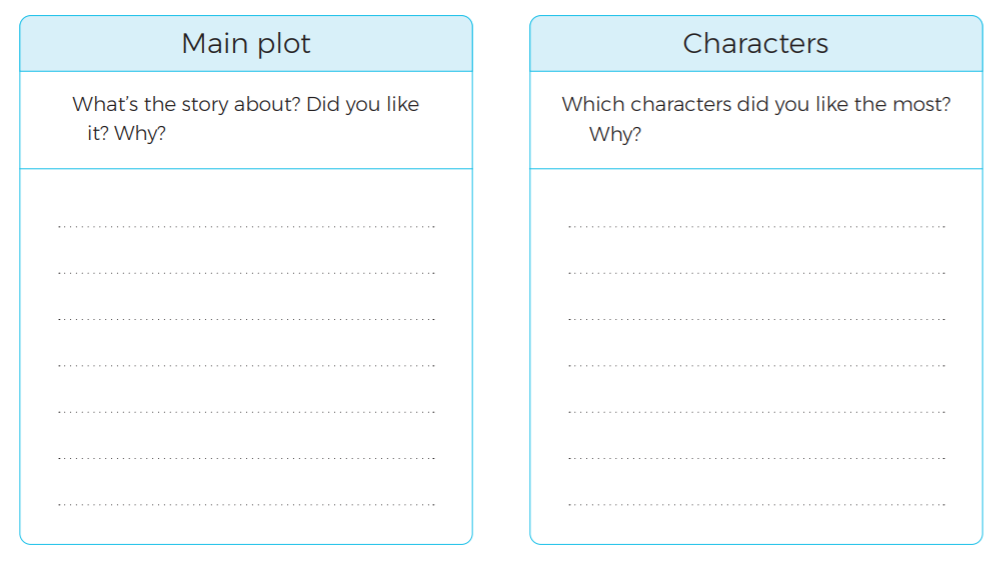 Main plot
What's the story about? Did you like
it? Why?
Characters
Which characters did you like the most?
Why?